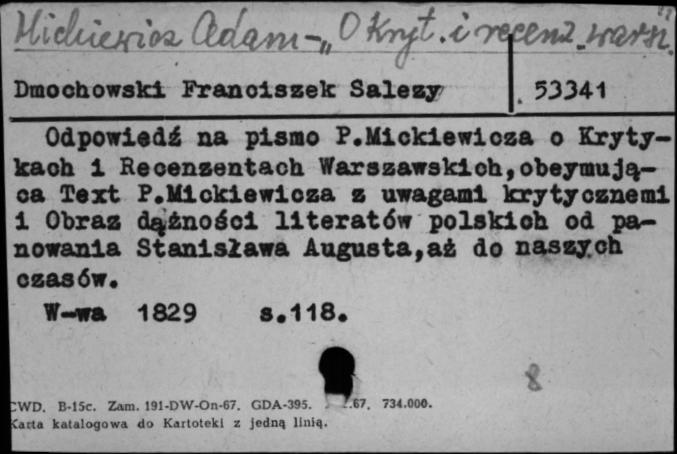 Mickiewicz Adam - „O kryt. i recenz. warsz.
Dmochowski Franciszek Salezy 53341
Odpowiedź na pismo P.Mickiewicza o Kryty-
kach i Recenzentach Warszawskich,obeymują-
ca Text P.Mickiewicza z uwagami krytycznemi
i Obraz dążności literatów polskich od pa-
nowania Stanisława Augusta,aż do naszych
czasów.
W-wa 1829 s.118.
8
CWD. B-15c. Zam. 191-DW-On-67. GDA-395. .67. 734.000.
Karta katalogowa do Kartoteki z jedną linią.